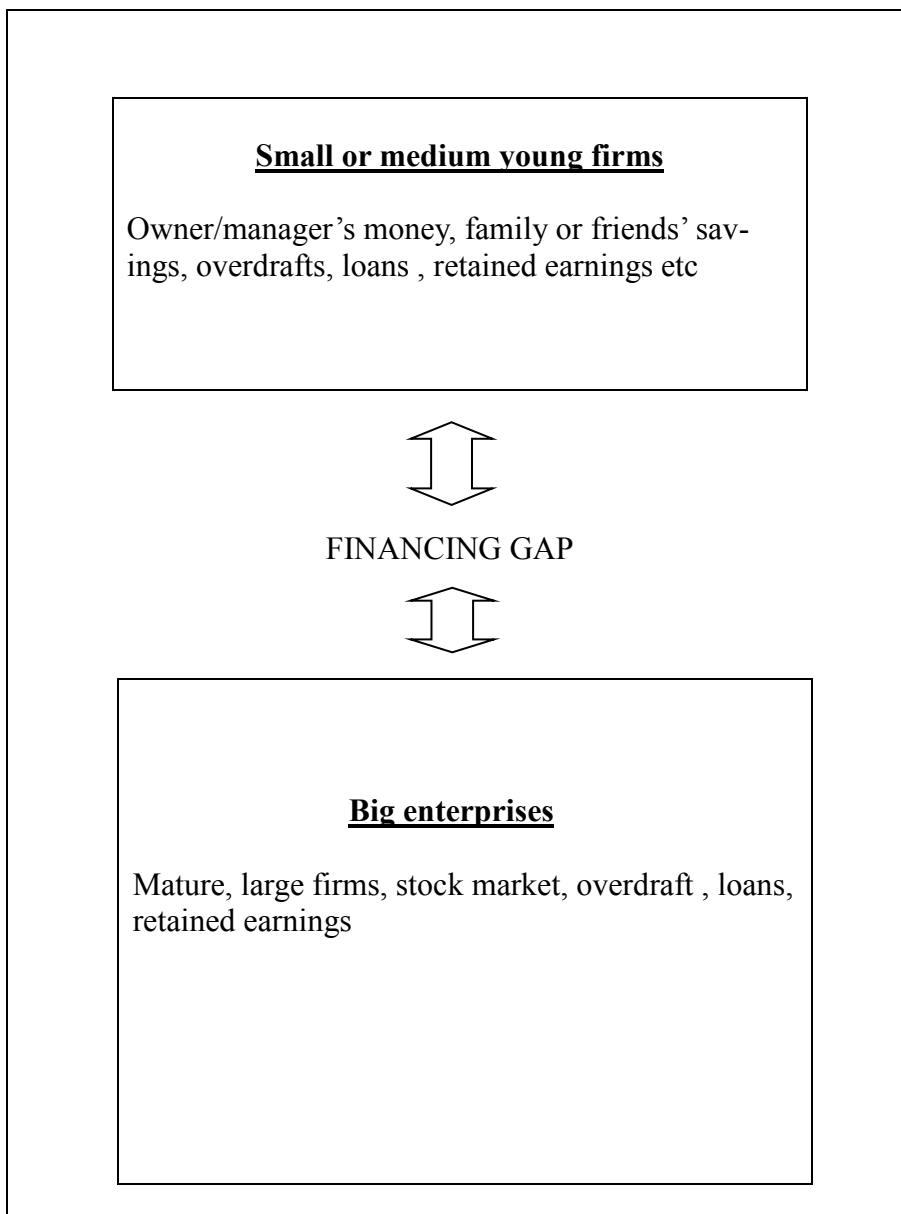 Small or medium young firms
Owner/manager’s money, family or friends’ sav-
ings, overdrafts, loans , retained earnings etc
FINANCING GAP
Big enterprises
Mature, large firms, stock market, overdraft , loans,
retained earnings